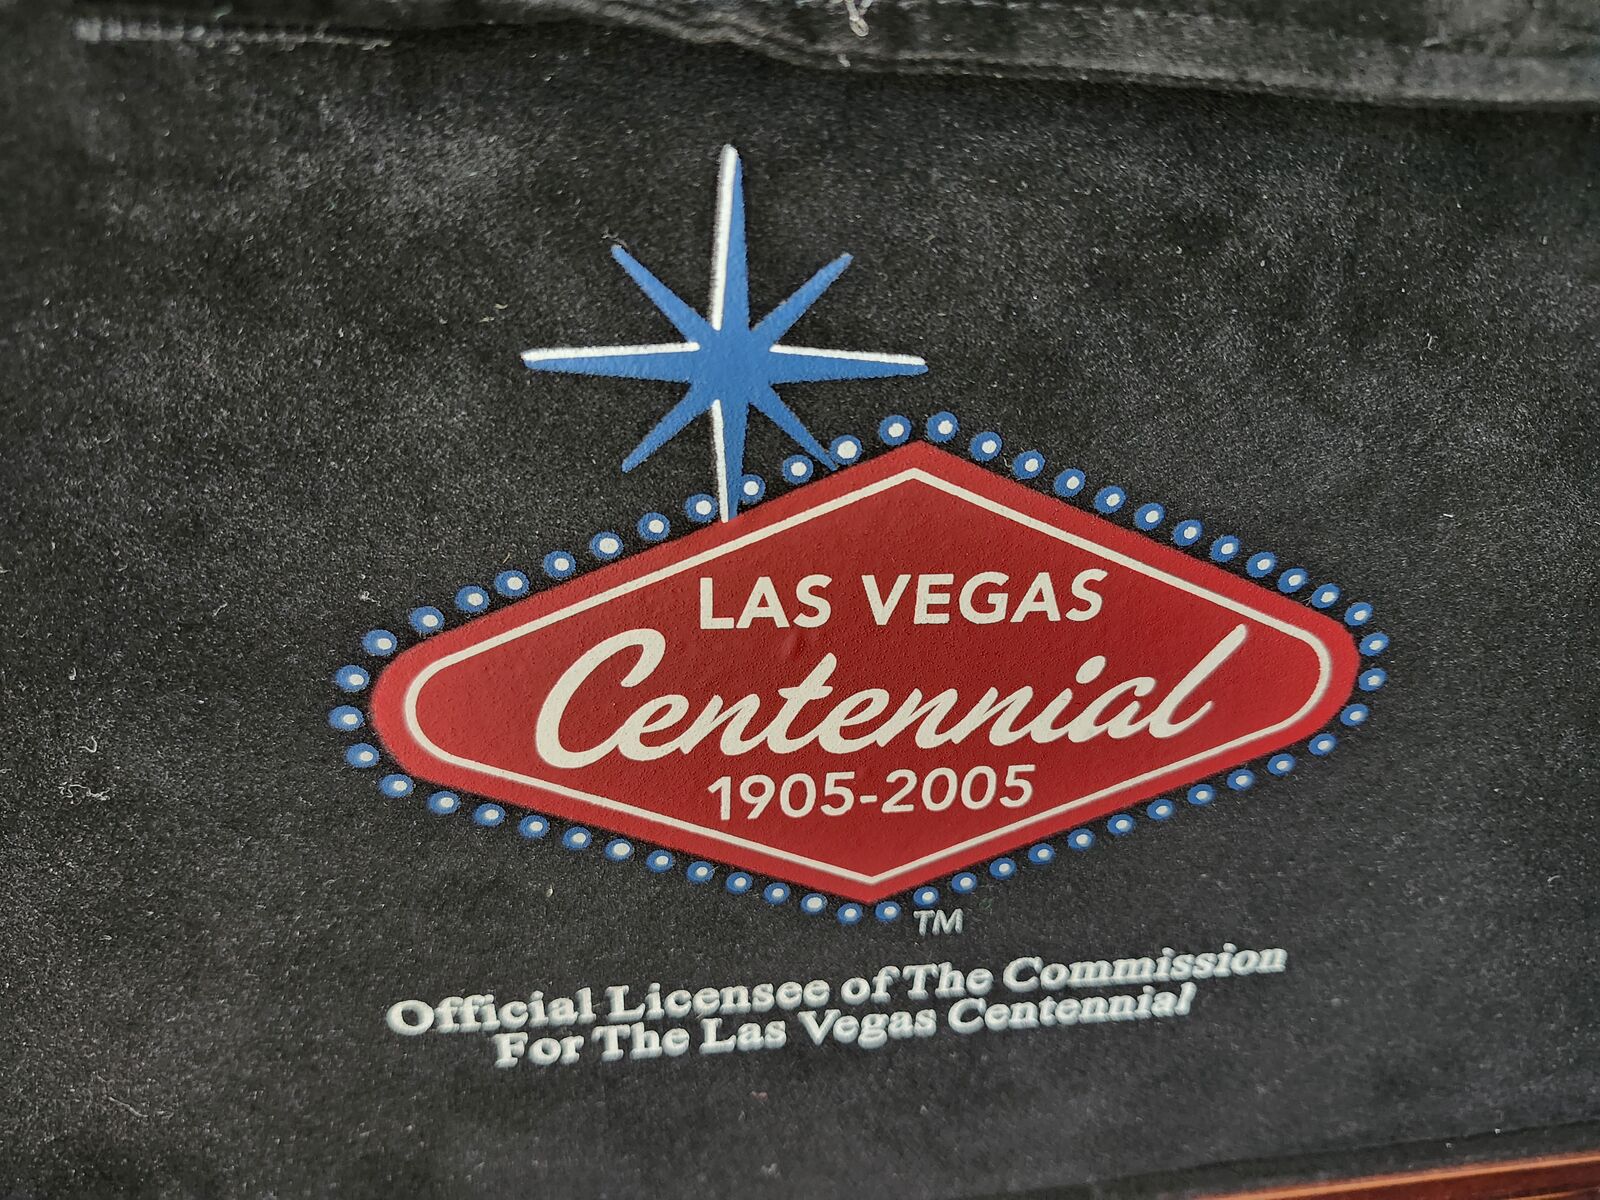 LAS VEGAS
Centennial
1905-2005
TM
Official Licensee of The Commission
For The Las Vegas Centennial